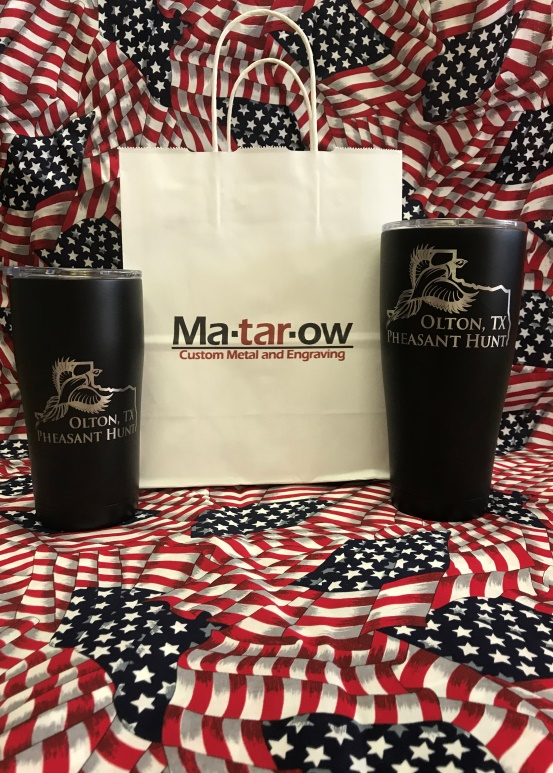 Ma·tar·ow
Custom Metal and Engraving
Olton, TX
Pheasant Hunt
Olton, TX
Pheasant Hunt